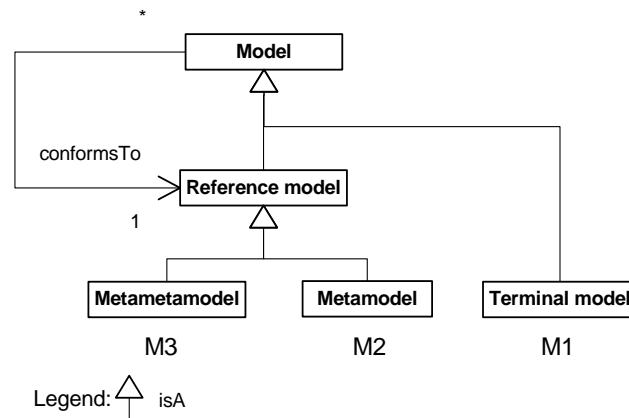 *
Model
conformsTo
Reference model
1
Metametamodel
Metamodel
Terminal model
M3
M2
M1
Legend:
isA